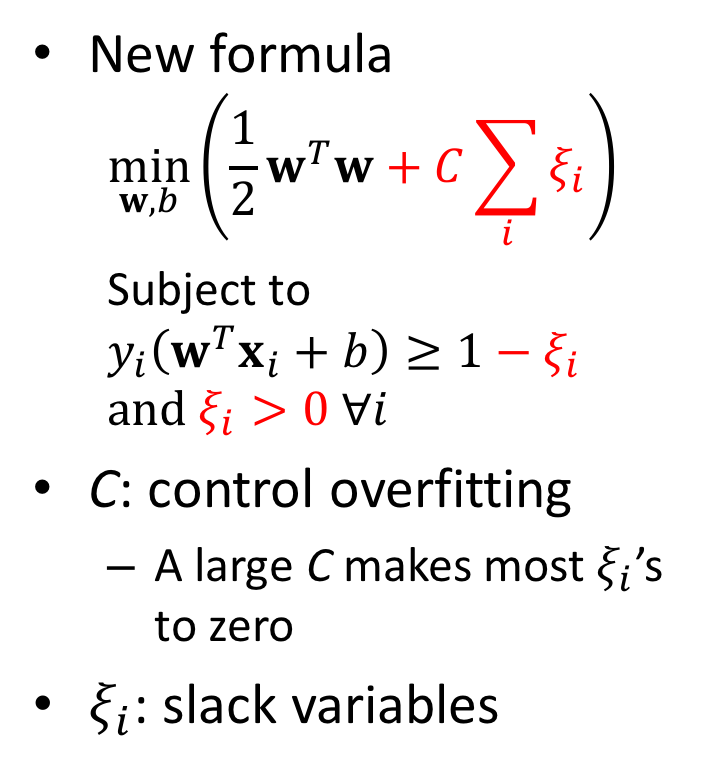 • New formula
$\min_{\mathbf{w},b} \left( \frac{1}{2} \mathbf{w}^T \mathbf{w} + C \sum_i \xi_i \right)$
Subject to
$y_i(\mathbf{w}^T \mathbf{x}_i + b) \geq 1 - \xi_i$
and $\xi_i > 0 \ \forall i$
• C: control overfitting
– A large C makes most $\xi_i$'s
to zero
• $\xi_i$: slack variables